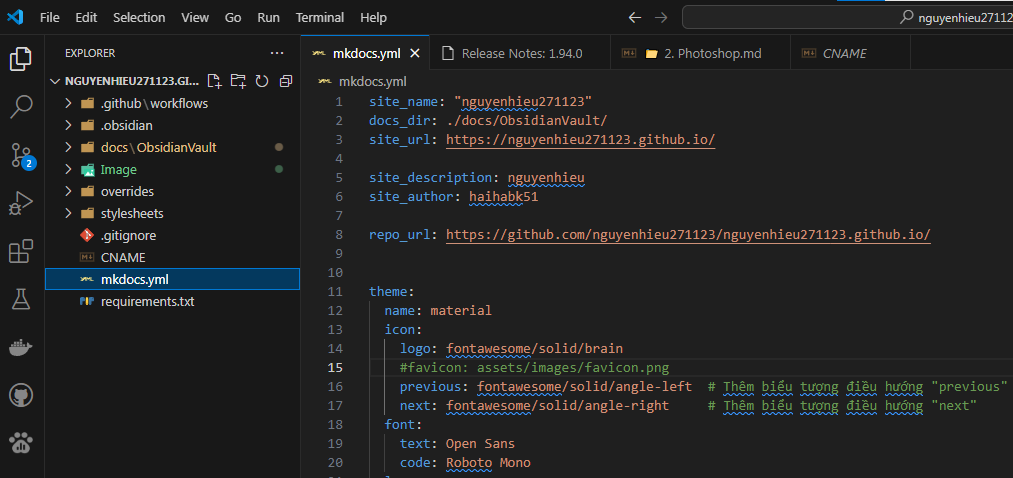 File Edit Selection View Go Run Terminal Help
nguyenhieu27112
EXPLORER
mkdocs.yml
Release Notes: 1.94.0
2. Photoshop.md
CNAME
NGUYENHIEU271123.GI...
mkdocs.yml
.github\workflows
.obsidian
docs\ObsidianVault
Image
overrides
stylesheets
.gitignore
CNAME
mkdocs.yml
requirements.txt
2
1 site_name: "nguyenhieu271123"
2 docs_dir: ./docs/ObsidianVault/
3 site_url: https://nguyenhieu271123.github.io/
4
5 site_description: nguyenhieu
6 site_author: haihabk51
7
8 repo_url: https://github.com/nguyenhieu271123/nguyenhieu271123.github.io/
9
10
11 theme:
12 name: material
13 icon:
14 logo: fontawesome/solid/brain
15 #favicon: assets/images/favicon.png
16 previous: fontawesome/solid/angle-left # Thêm biểu tượng điều hướng "previous"
17 next: fontawesome/solid/angle-right # Thêm biểu tượng điều hướng "next"
18 font:
19 text: Open Sans
20 code: Roboto Mono